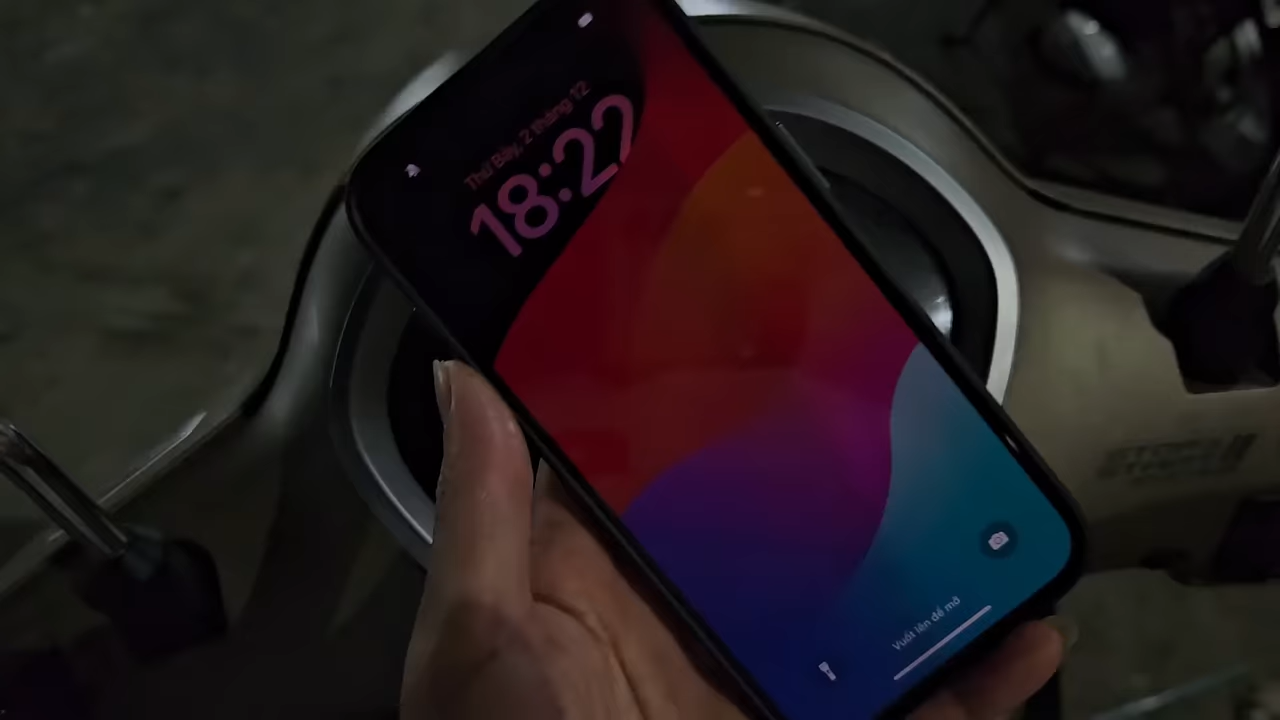 Thứ Bảy, 2 tháng 12
18:22
Vuốt lên để mở